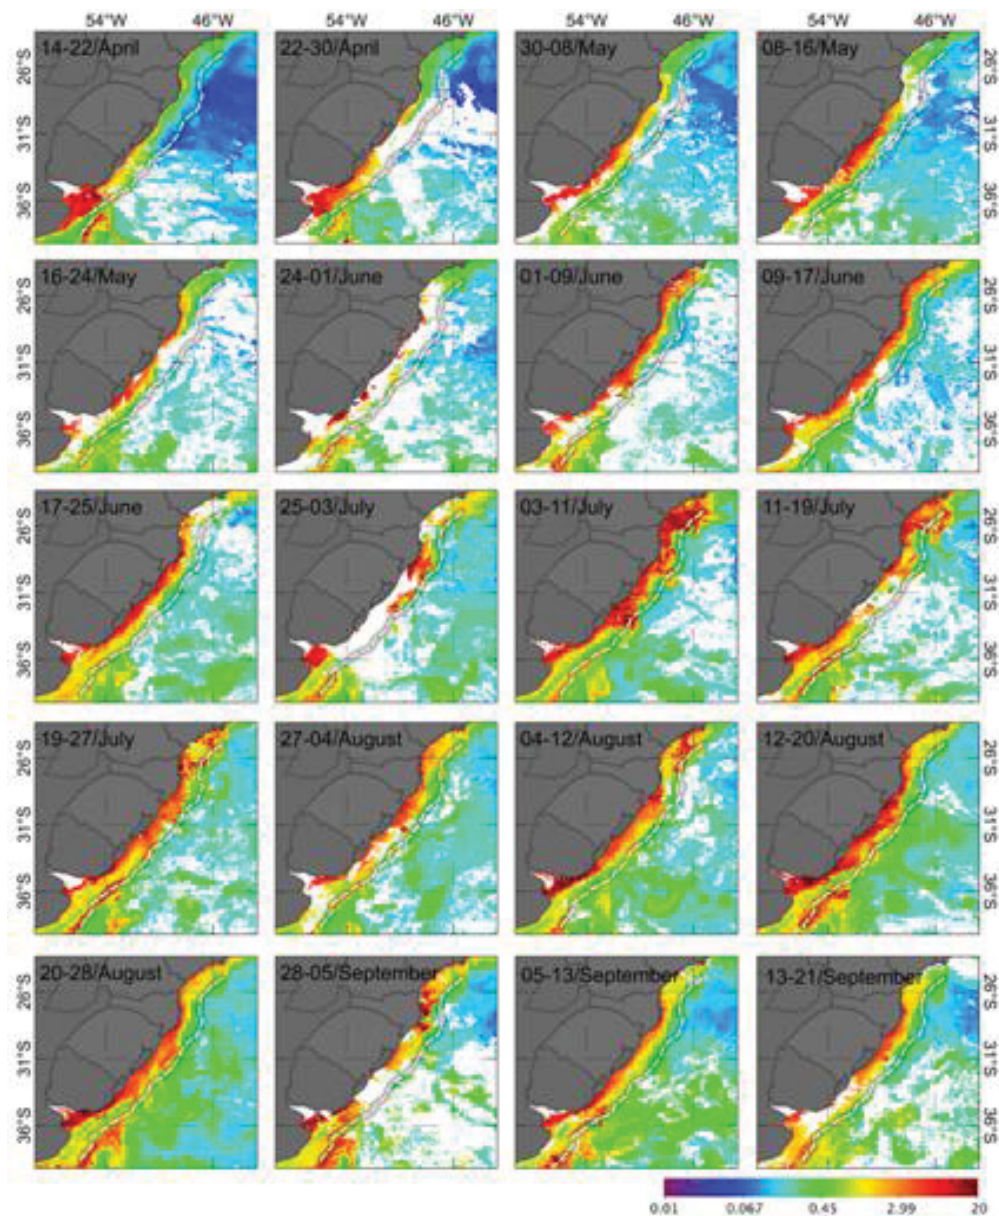 54°W 46°W 54°W 46°W 54°W 46°W 54°W 46°W
14-22/April 22-30/April 30-08/May 08-16/May
26°S 26°S
31°S 31°S
36°S 36°S
16-24/May 24-01/June 01-09/June 09-17/June
26°S 26°S
31°S 31°S
36°S 36°S
17-25/June 25-03/July 03-11/July 11-19/July
26°S 26°S
31°S 31°S
36°S 36°S
19-27/July 27-04/August 04-12/August 12-20/August
26°S 26°S
31°S 31°S
36°S 36°S
20-28/August 28-05/September 05-13/September 13-21/September
26°S 26°S
31°S 31°S
36°S 36°S
0.01 0.067 0.45 2.99 20